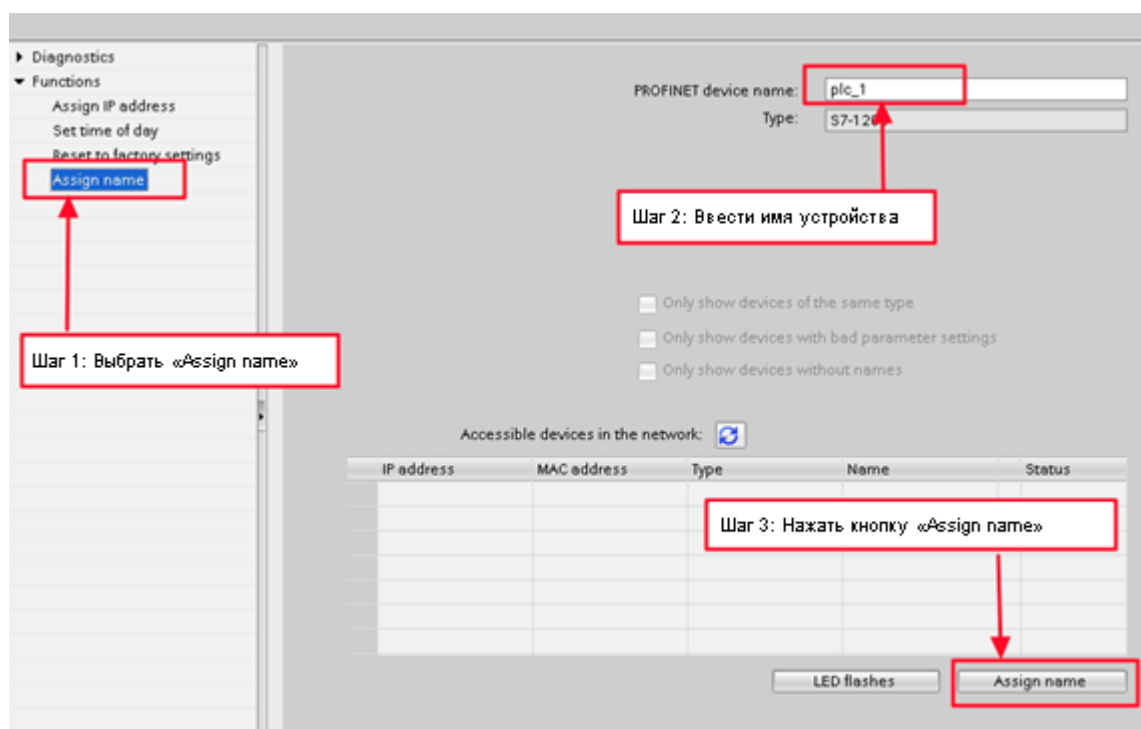 Diagnostics
Functions
Assign IP address
Set time of day
Reset to factory settings
Assign name
PROFINET device name: plc_1
Type: S7-120
Шаг 2: Ввести имя устройства
Only show devices of the same type
Only show devices with bad parameter settings
Only show devices without names
Шаг 1: Выбрать «Assign name»
Accessible devices in the network:
IP address MAC address Type Name Status
Шаг 3: Нажать кнопку «Assign name»
LED flashes Assign name